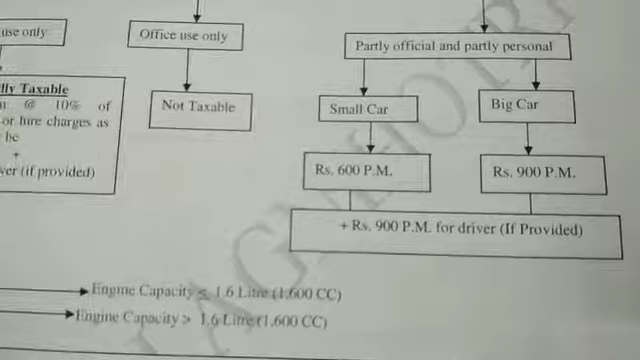 use only
Office use only
Partly official and partly personal
lly Taxable
@ 10% of
or hire charges as
be
+
ver (if provided)
Not Taxable
Small Car
Big Car
Rs. 600 P.M.
Rs. 900 P.M.
+ Rs. 900 P.M. for driver (If Provided)
Engine Capacity ≤ 1.6 Litre (1,600 CC)
Engine Capacity > 1.6 Litre (1,600 CC)